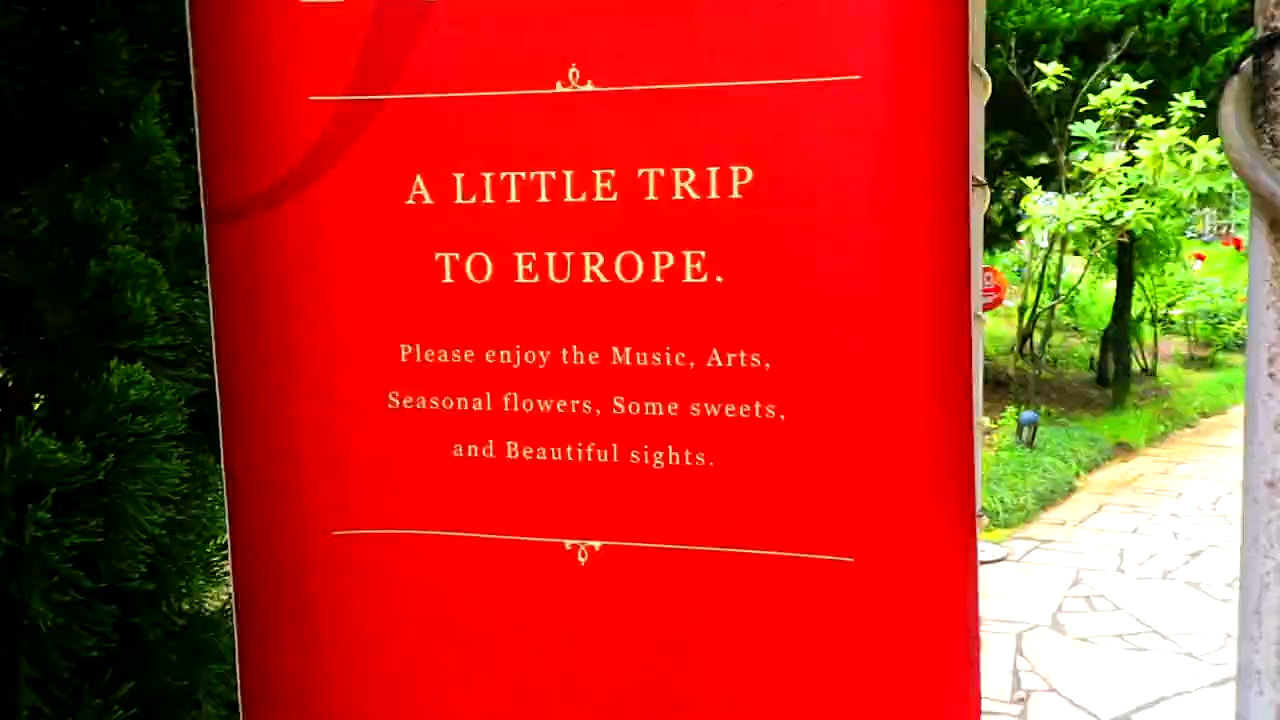 A LITTLE TRIP
TO EUROPE.
Please enjoy the Music, Arts,
Seasonal flowers, Some sweets,
and Beautiful sights.